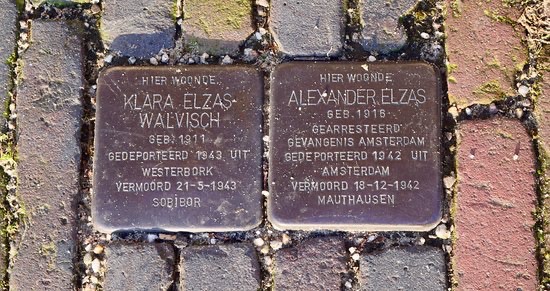 HIER WOONDE
KLARA ELZAS
WALVISCH
GEB. 1911
GEDEPORTEERD 1943 UIT
WESTERBORK
VERMOORD 21-5-1943
SOBIBOR
HIER WOONDE
ALEXANDER ELZAS
GEB. 1916
GEARRESTEERD
GEVANGENIS AMSTERDAM
GEDEPORTEERD 1942 UIT
AMSTERDAM
VERMOORD 18-12-1942
MAUTHAUSEN